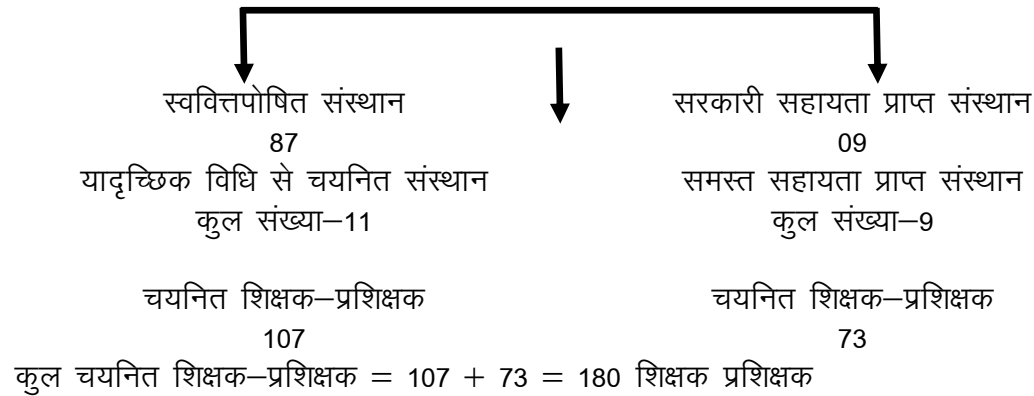 स्ववित्तपोषित संस्थान सरकारी सहायता प्राप्त संस्थान
87 09
यादृच्छिक विधि से चयनित संस्थान समस्त सहायता प्राप्त संस्थान
कुल संख्या–11 कुल संख्या–9
चयनित शिक्षक–प्रशिक्षक चयनित शिक्षक–प्रशिक्षक
107 73
कुल चयनित शिक्षक–प्रशिक्षक = 107 + 73 = 180 शिक्षक प्रशिक्षक